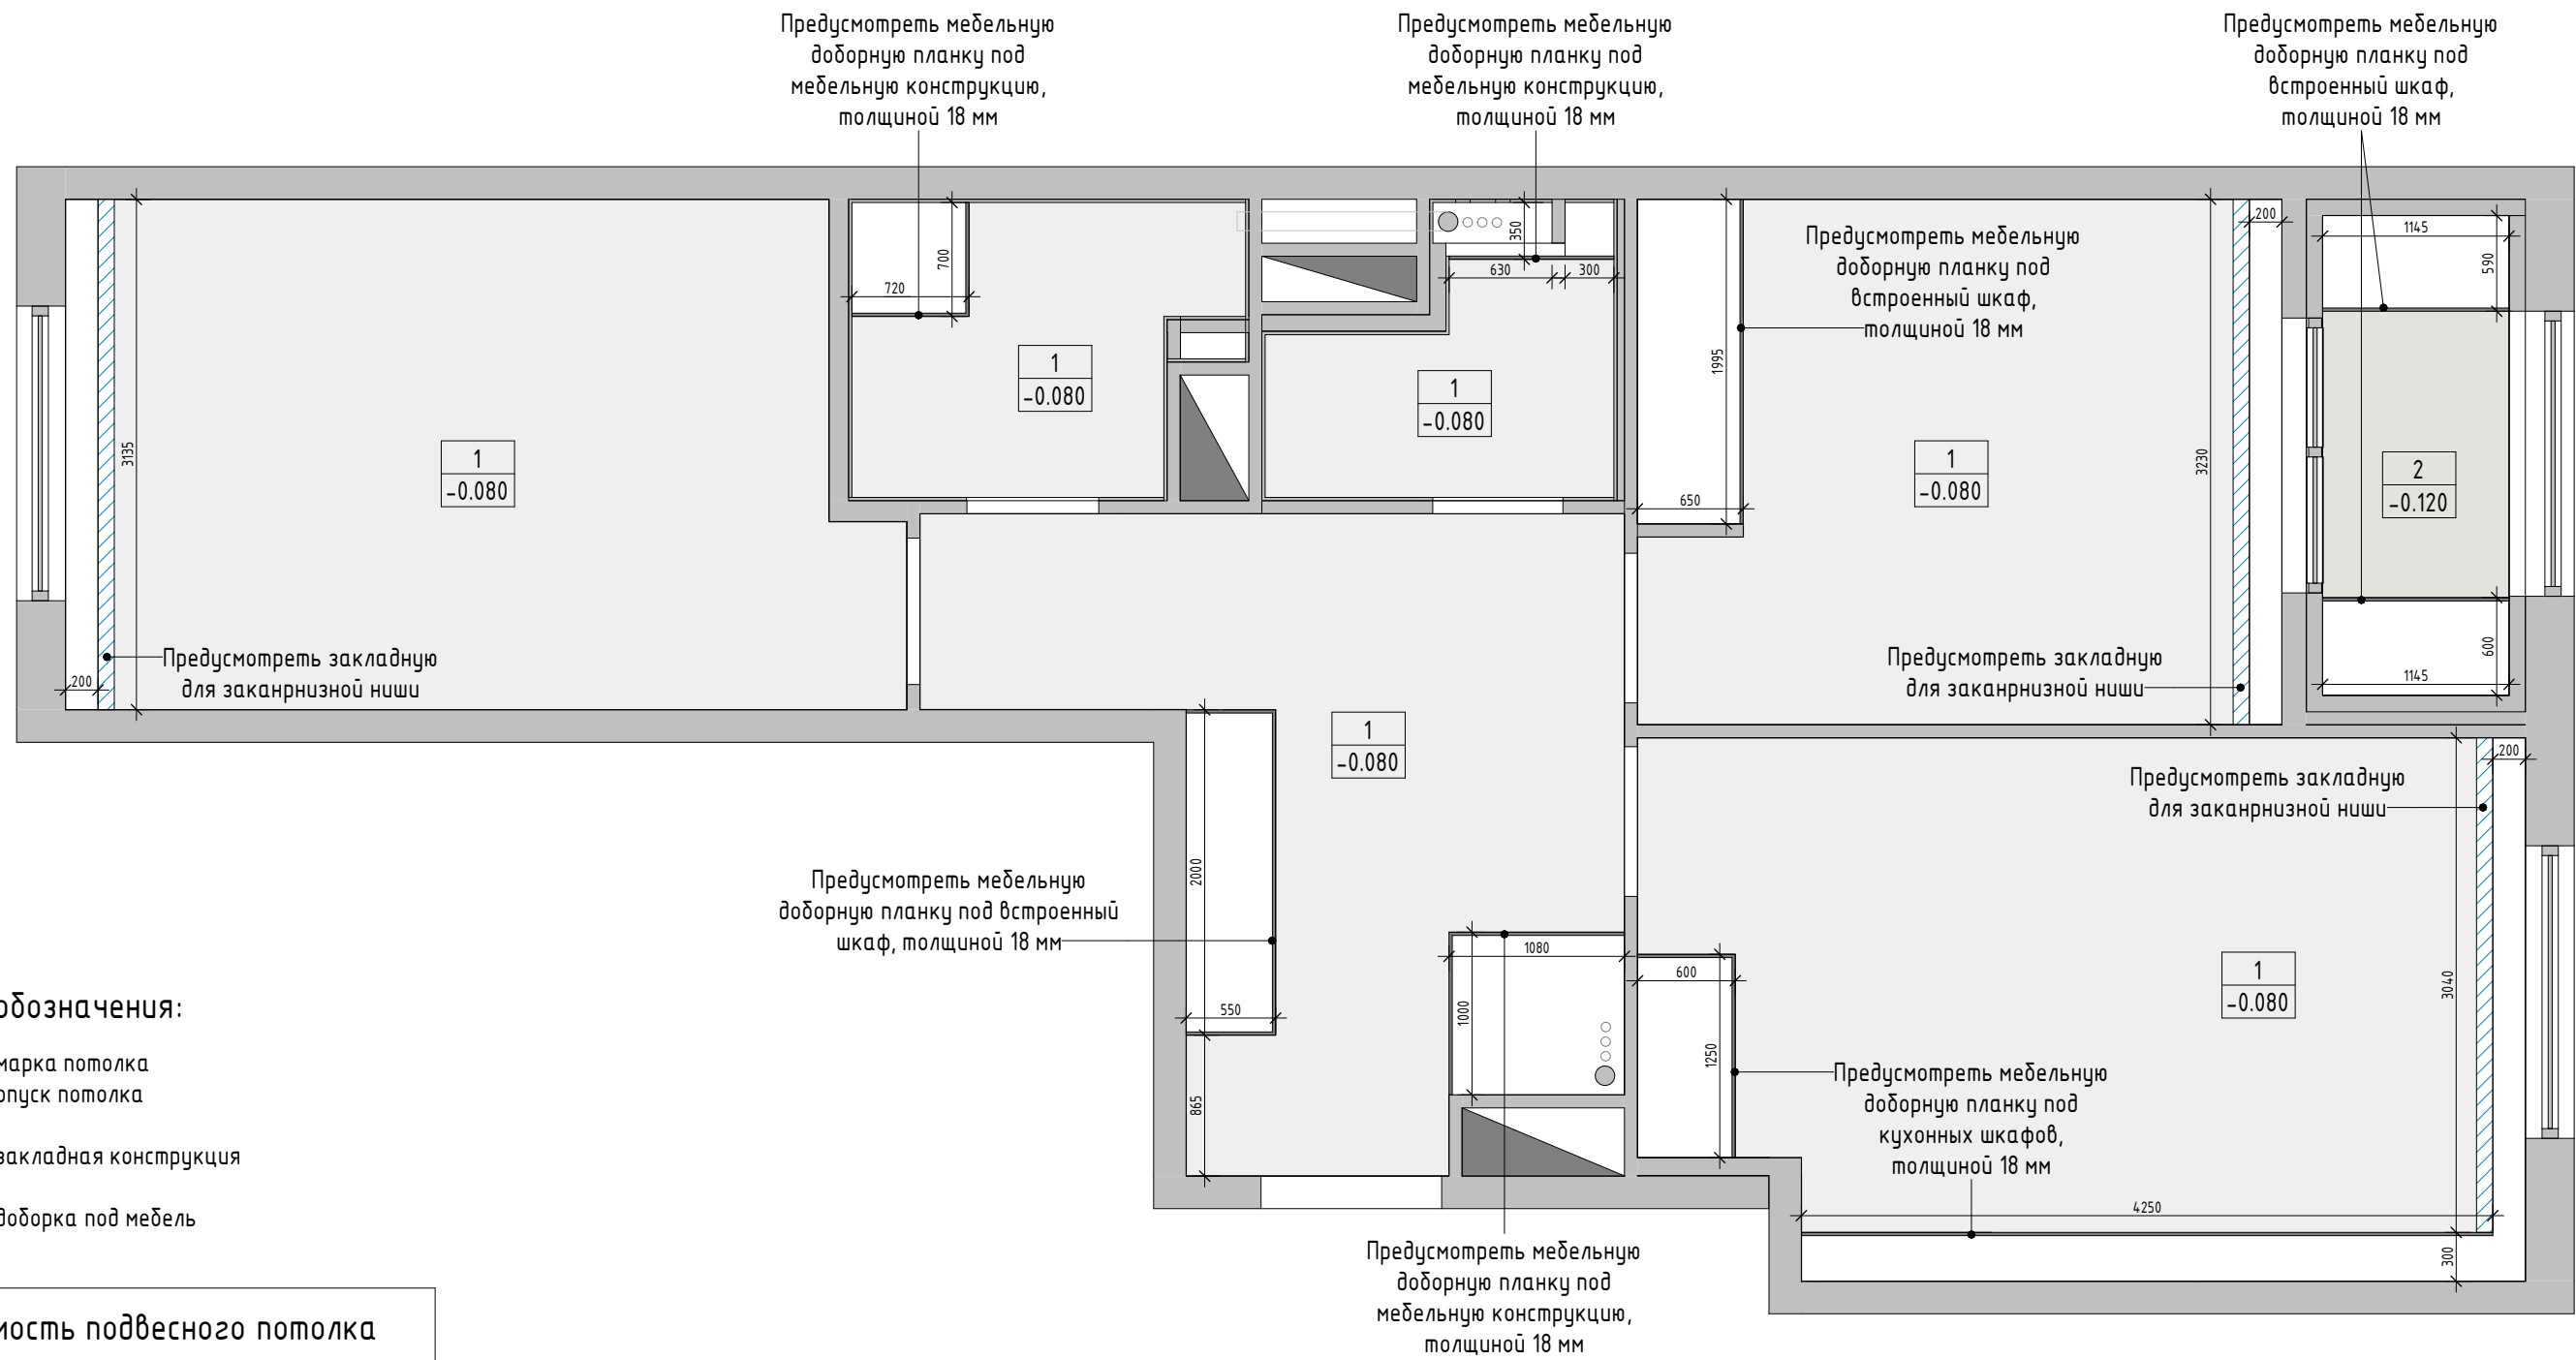 Предусмотреть мебельную
доборную планку под
мебельную конструкцию,
толщиной 18 мм
Предусмотреть мебельную
доборную планку под
мебельную конструкцию,
толщиной 18 мм
Предусмотреть мебельную
доборную планку под
встроенный шкаф,
толщиной 18 мм
3135
200
1
-0.080
Предусмотреть закладную
для заканрнизной ниши
700
720
1
-0.080
350
630
300
1
-0.080
Предусмотреть мебельную
доборную планку под
встроенный шкаф,
толщиной 18 мм
1995
650
1
-0.080
3230
200
Предусмотреть закладную
для заканрнизной ниши
1145
590
2
-0.120
600
1145
1
-0.080
2000
550
865
Предусмотреть мебельную
доборную планку под встроенный
шкаф, толщиной 18 мм
1080
1000
Предусмотреть мебельную
доборную планку под
мебельную конструкцию,
толщиной 18 мм
600
1250
200
Предусмотреть закладную
для заканрнизной ниши
1
-0.080
3040
Предусмотреть мебельную
доборную планку под
кухонных шкафов,
толщиной 18 мм
4250
300
обозначения:
марка потолка
опуск потолка
закладная конструкция
доборка под мебель
мость подвесного потолка